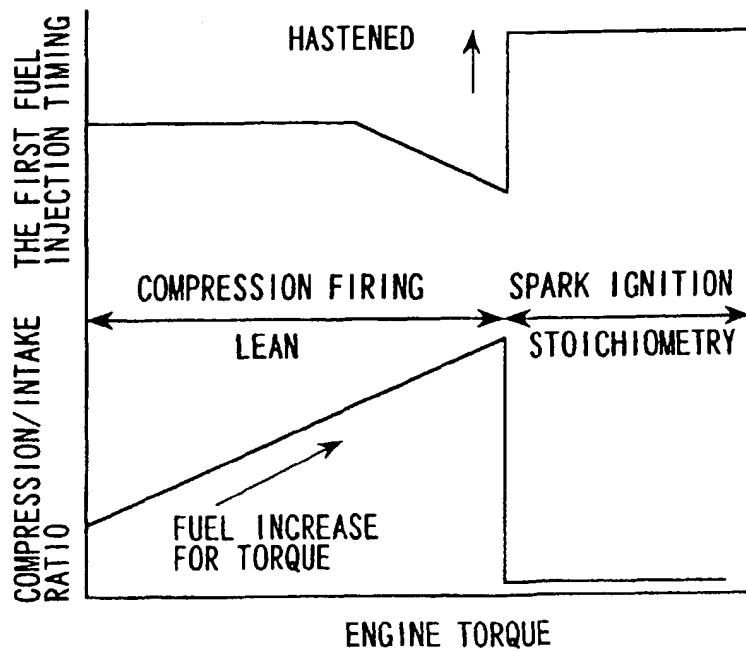 HASTENED
THE FIRST FUEL
INJECTION TIMING
COMPRESSION FIRING
SPARK IGNITION
LEAN
STOICHIOMETRY
COMPRESSION/INTAKE
RATIO
FUEL INCREASE
FOR TORQUE
ENGINE TORQUE